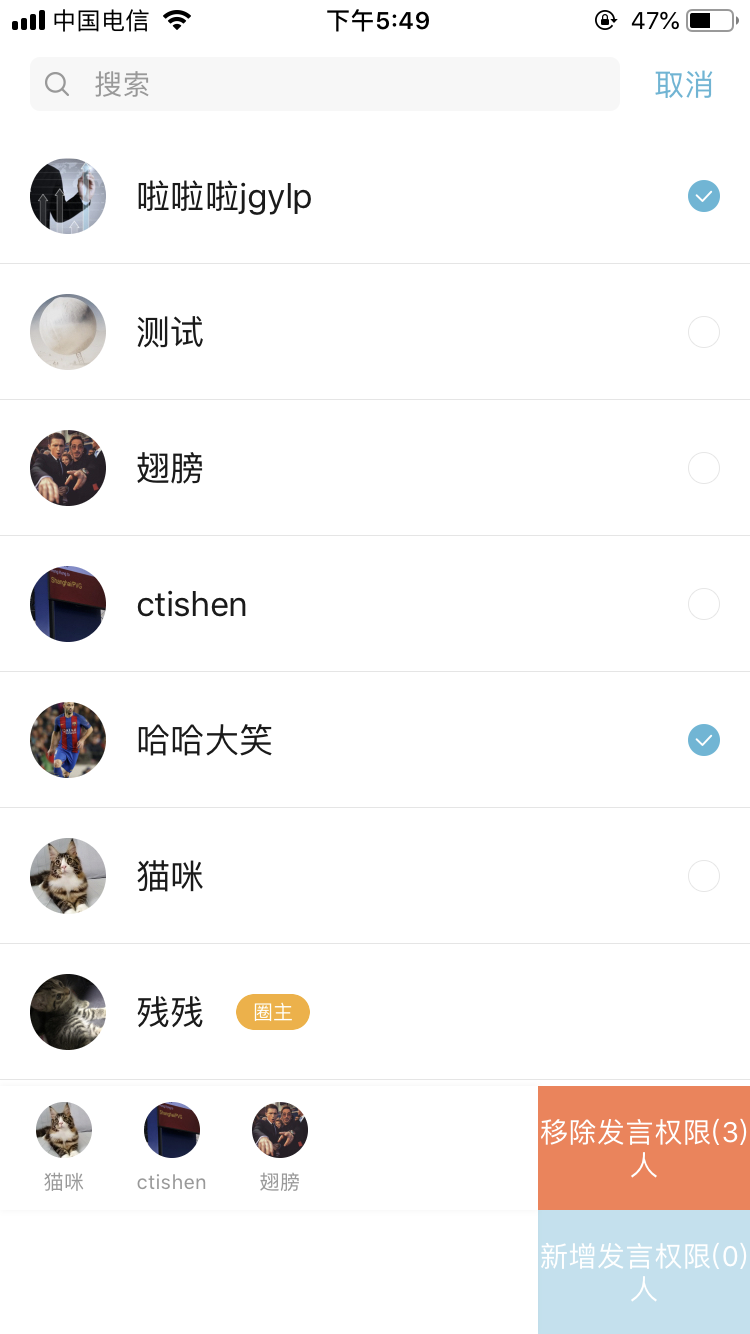 中国电信 下午5:49 47%
搜索 取消
啦啦啦jgylp
测试
翅膀
ctishen
哈哈大笑
猫咪
残残 圈主
猫咪 ctishen 翅膀
移除发言权限(3)
人
新增发言权限(0)
人